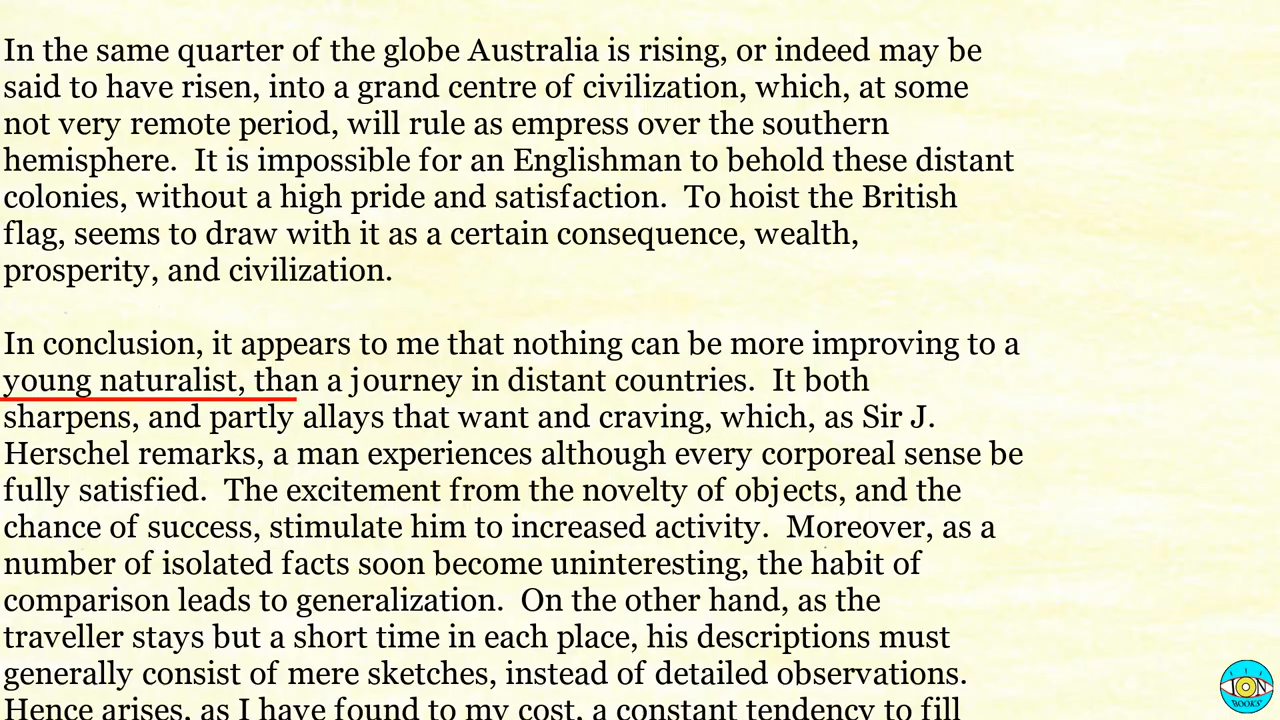 In the same quarter of the globe Australia is rising, or indeed may be
said to have risen, into a grand centre of civilization, which, at some
not very remote period, will rule as empress over the southern
hemisphere.  It is impossible for an Englishman to behold these distant
colonies, without a high pride and satisfaction.  To hoist the British
flag, seems to draw with it as a certain consequence, wealth,
prosperity, and civilization.
In conclusion, it appears to me that nothing can be more improving to a
young naturalist, than a journey in distant countries.  It both
sharpens, and partly allays that want and craving, which, as Sir J.
Herschel remarks, a man experiences although every corporeal sense be
fully satisfied.  The excitement from the novelty of objects, and the
chance of success, stimulate him to increased activity.  Moreover, as a
number of isolated facts soon become uninteresting, the habit of
comparison leads to generalization.  On the other hand, as the
traveller stays but a short time in each place, his descriptions must
generally consist of mere sketches, instead of detailed observations.
Hence arises, as I have found to my cost, a constant tendency to fill
ION
BOOKS